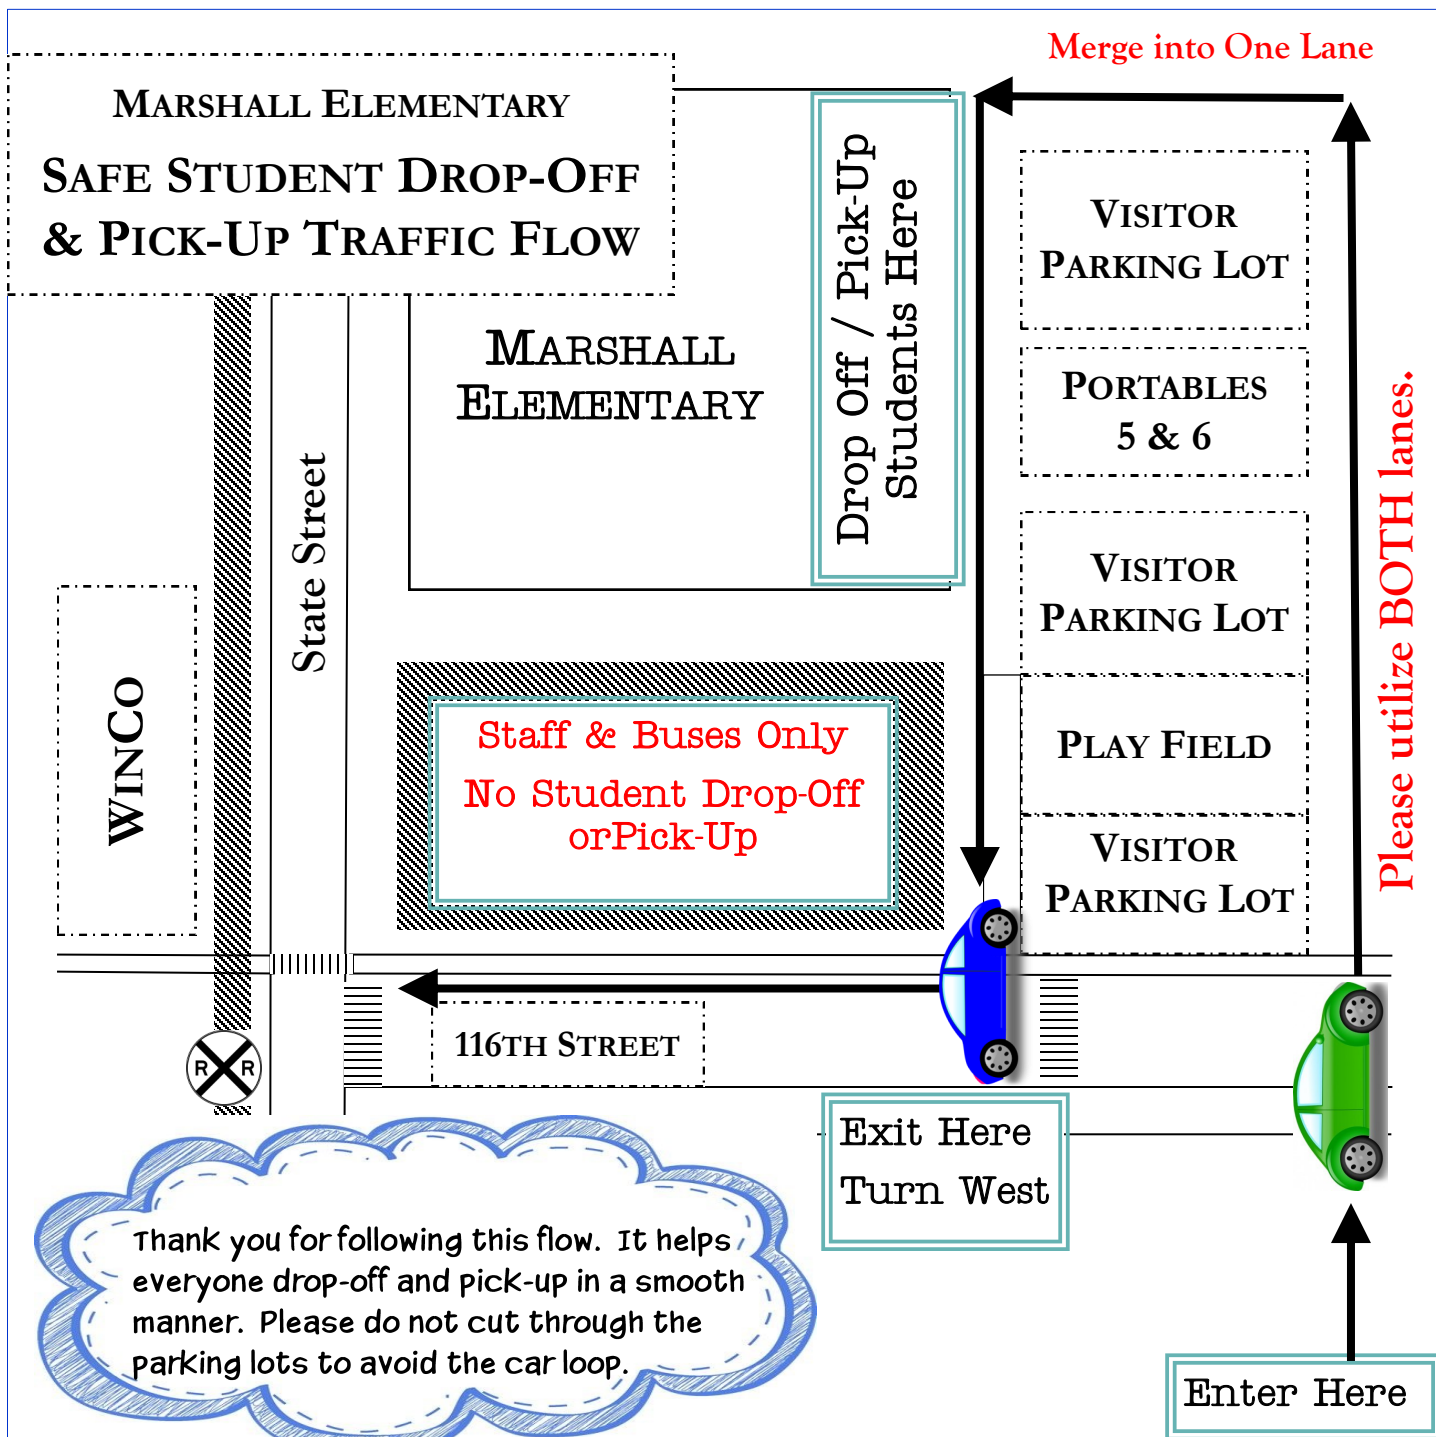 Merge into One Lane
MARSHALL ELEMENTARY
SAFE STUDENT DROP-OFF
& PICK-UP TRAFFIC FLOW
Drop Off / Pick-Up
Students Here
VISITOR
PARKING LOT
MARSHALL
ELEMENTARY
PORTABLES
5 & 6
Please utilize BOTH lanes.
State Street
VISITOR
PARKING LOT
WINCO
Staff & Buses Only
No Student Drop-Off
orPick-Up
PLAY FIELD
VISITOR
PARKING LOT
116TH STREET
R R
Exit Here
Turn West
Thank you for following this flow. It helps
everyone drop-off and pick-up in a smooth
manner. Please do not cut through the
parking lots to avoid the car loop.
Enter Here